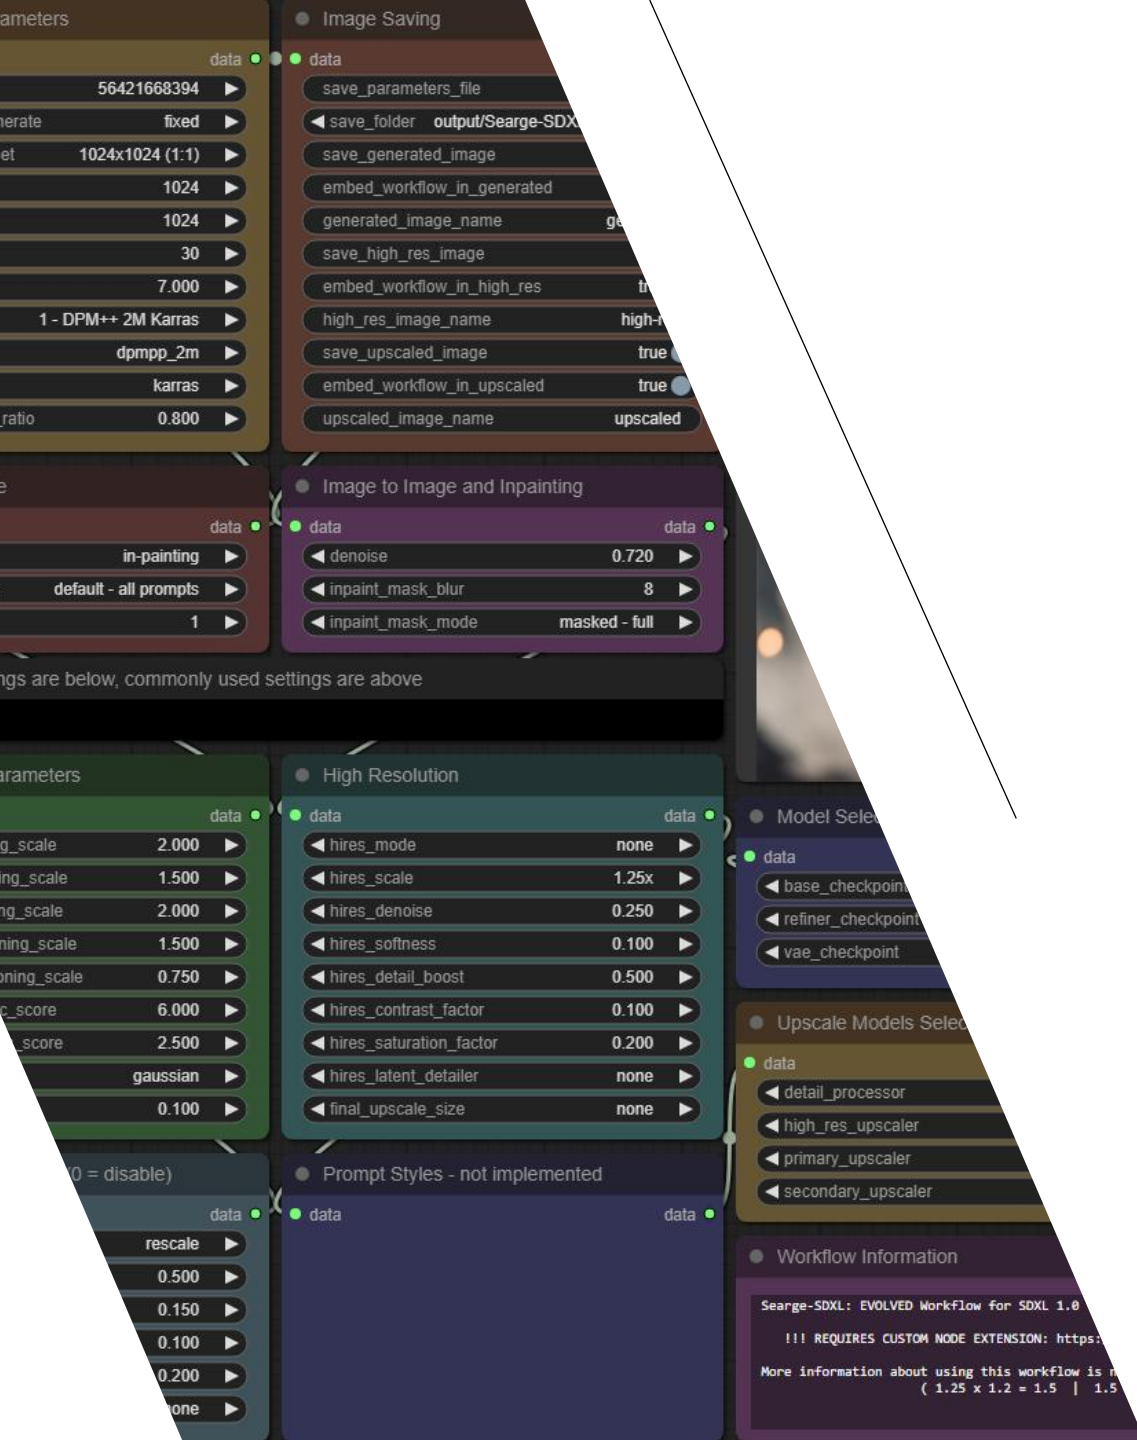 ameters
data
56421668394
nerate fixed
et 1024x1024 (1:1)
1024
1024
30
7.000
1 - DPM++ 2M Karras
dpmpp_2m
karras
ratio 0.800
Image Saving
data
save_parameters_file
save_folder output/Searge-SDX
save_generated_image
embed_workflow_in_generated
generated_image_name ge
save_high_res_image
embed_workflow_in_high_res tr
high_res_image_name high-r
save_upscaled_image true
embed_workflow_in_upscaled true
upscaled_image_name upscaled
e
data
in-painting
default - all prompts
1
Image to Image and Inpainting
data data
denoise 0.720
inpaint_mask_blur 8
inpaint_mask_mode masked - full
ngs are below, commonly used settings are above
arameters
data
g_scale 2.000
ing_scale 1.500
ng_scale 2.000
ning_scale 1.500
oning_scale 0.750
c_score 6.000
_score 2.500
gaussian
0.100
High Resolution
data data
hires_mode none
hires_scale 1.25x
hires_denoise 0.250
hires_softness 0.100
hires_detail_boost 0.500
hires_contrast_factor 0.100
hires_saturation_factor 0.200
hires_latent_detailer none
final_upscale_size none
Model Selec
data
base_checkpoin
refiner_checkpoint
vae_checkpoint
Upscale Models Selec
data
detail_processor
high_res_upscaler
primary_upscaler
secondary_upscaler
(0 = disable)
data
rescale
0.500
0.150
0.100
0.200
one
Prompt Styles - not implemented
data data
Workflow Information
Searge-SDXL: EVOLVED Workflow for SDXL 1.0
!!! REQUIRES CUSTOM NODE EXTENSION: https:
More information about using this workflow is n
( 1.25 x 1.2 = 1.5 | 1.5